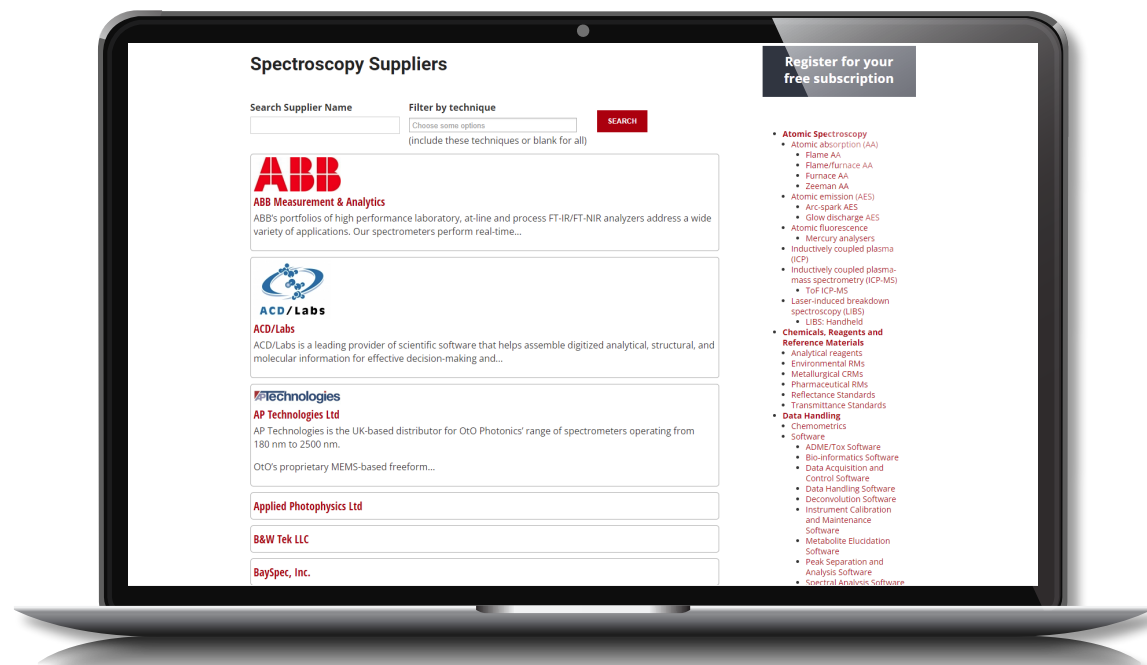 Spectroscopy Suppliers
Search Supplier Name
Filter by technique
Choose some options
SEARCH
(include these techniques or blank for all)
ABB
ABB Measurement & Analytics
ABB's portfolios of high performance laboratory, at-line and process FT-IR/FT-NIR analyzers address a wide
variety of applications. Our spectrometers perform real-time...
ACD/Labs
ACD/Labs
ACD/Labs is a leading provider of scientific software that helps assemble digitized analytical, structural, and
molecular information for effective decision-making and...
APTechnologies
AP Technologies Ltd
AP Technologies is the UK-based distributor for OtO Photonics' range of spectrometers operating from
180 nm to 2500 nm.
OtO's proprietary MEMS-based freeform...
Applied Photophysics Ltd
B&W Tek LLC
BaySpec, Inc.
Register for your
free subscription
Atomic Spectroscopy
Atomic absorption (AA)
Flame AA
Flame/furnace AA
Furnace AA
Zeeman AA
Atomic emission (AES)
Arc-spark AES
Glow discharge AES
Atomic fluorescence
Mercury analysers
Inductively coupled plasma
(ICP)
Inductively coupled plasma-
mass spectrometry (ICP-MS)
ToF ICP-MS
Laser-induced breakdown
spectroscopy (LIBS)
LIBS: Handheld
Chemicals, Reagents and
Reference Materials
Analytical reagents
Environmental RMs
Metallurgical CRMs
Pharmaceutical RMs
Reflectance Standards
Transmittance Standards
Data Handling
Chemometrics
Software
ADME/Tox Software
Bio-informatics Software
Data Acquisition and
Control Software
Data Handling Software
Deconvolution Software
Instrument Calibration
and Maintenance
Software
Metabolite Elucidation
Software
Peak Separation and
Analysis Software
Spectral Analysis Software